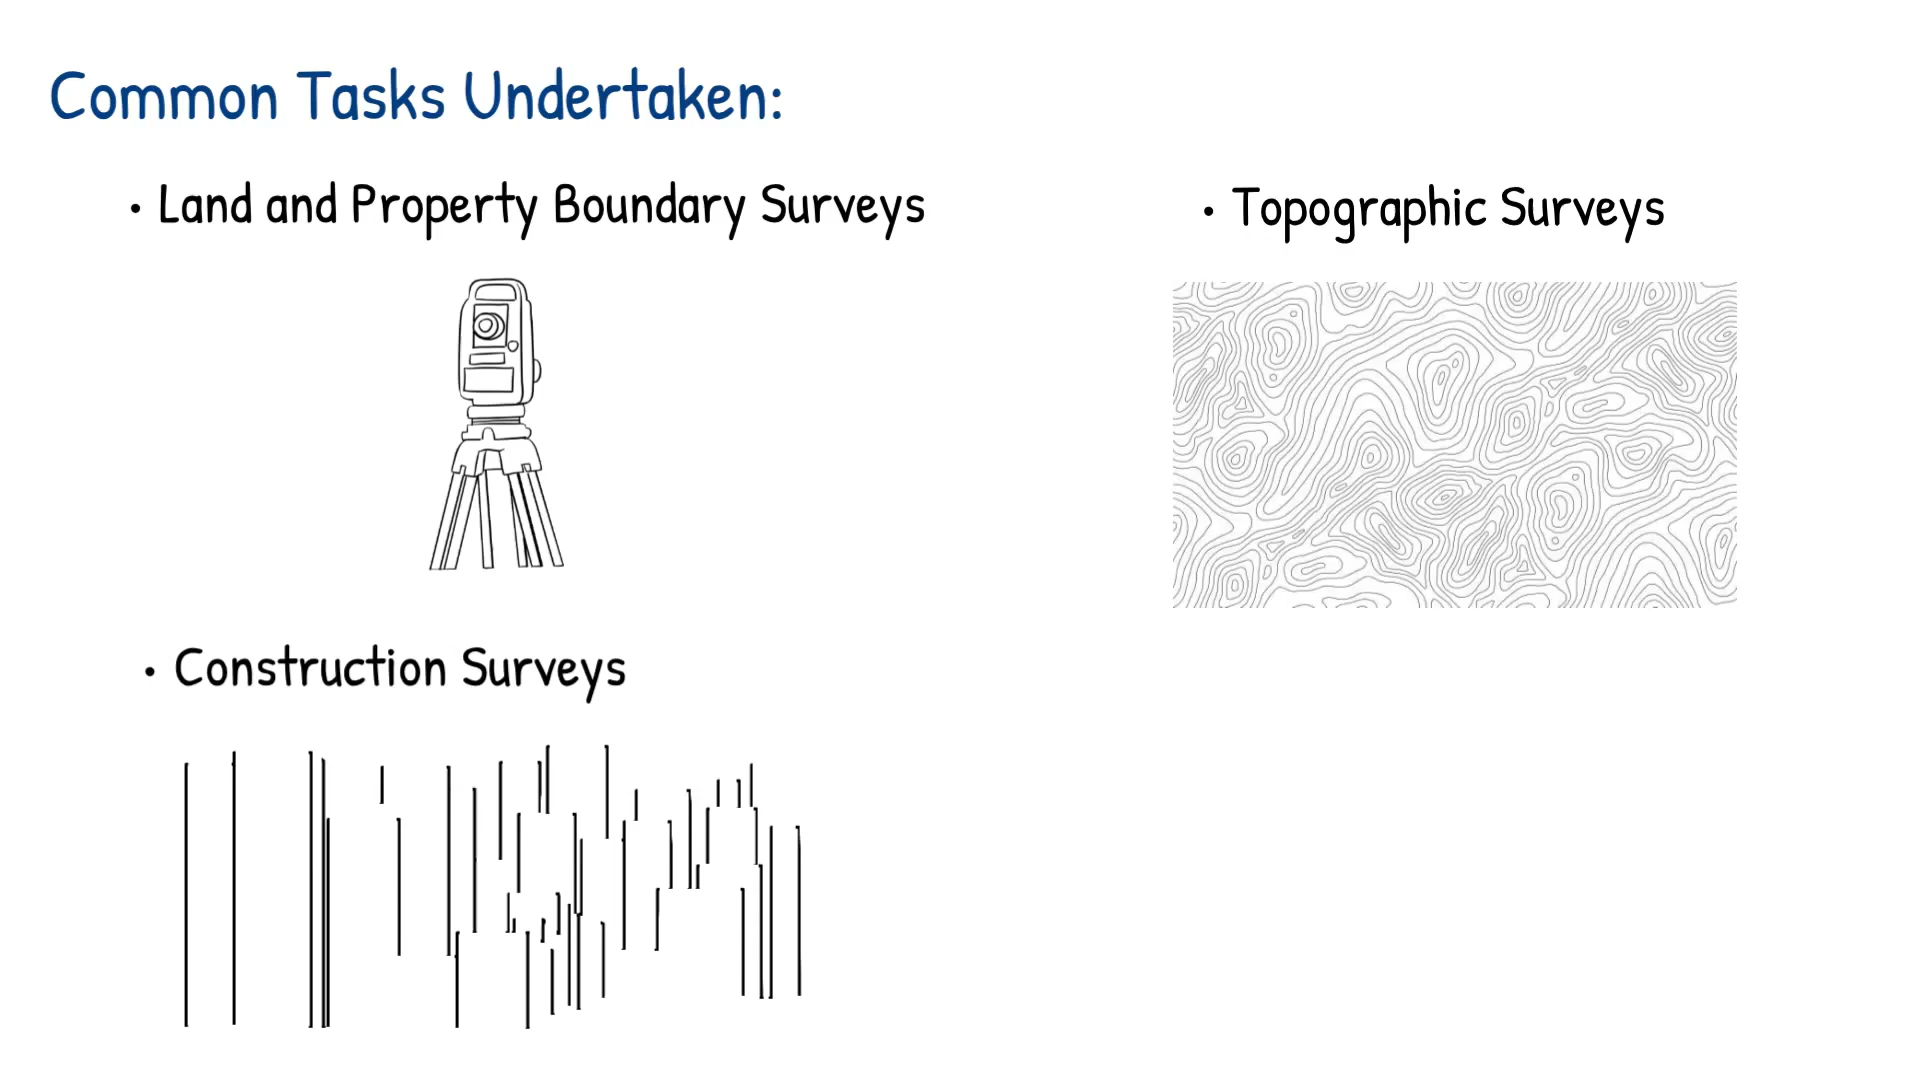 Common Tasks Undertaken:
• Land and Property Boundary Surveys
• Topographic Surveys
• Construction Surveys